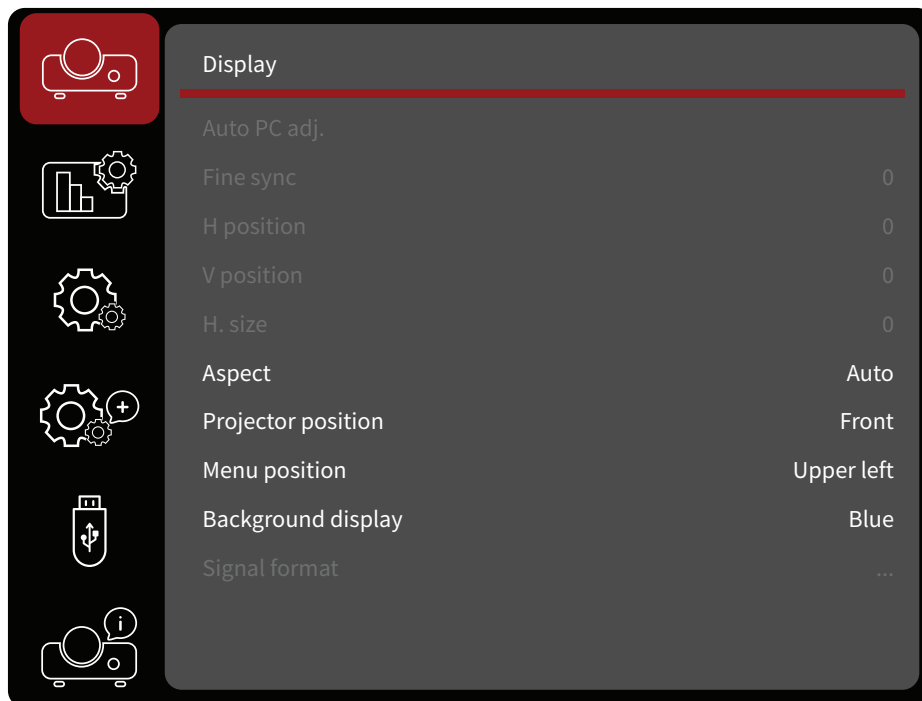 Display
Auto PC adj.
Fine sync 0
H position 0
V position 0
H. size 0
Aspect Auto
Projector position Front
Menu position Upper left
Background display Blue
Signal format ...
i